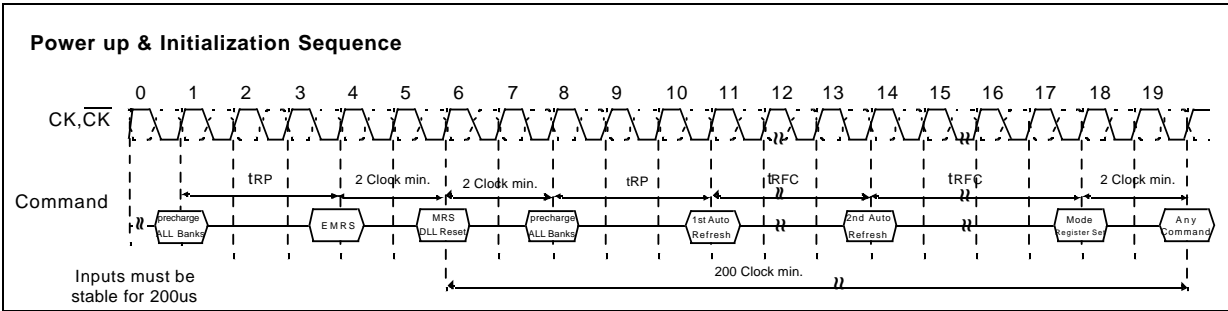 Power up & Initialization Sequence
0 1 2 3 4 5 6 7 8 9 10 11 12 13 14 15 16 17 18 19
CK,CK
tRP 2 Clock min. 2 Clock min. tRP tRFC tRFC 2 Clock min.
Command
precharge
ALL Banks
EMRS
MRS
DLL Reset
precharge
ALL Banks
1st Auto
Refresh
2nd Auto
Refresh
Mode
Register Set
Any
Command
200 Clock min.
Inputs must be
stable for 200us